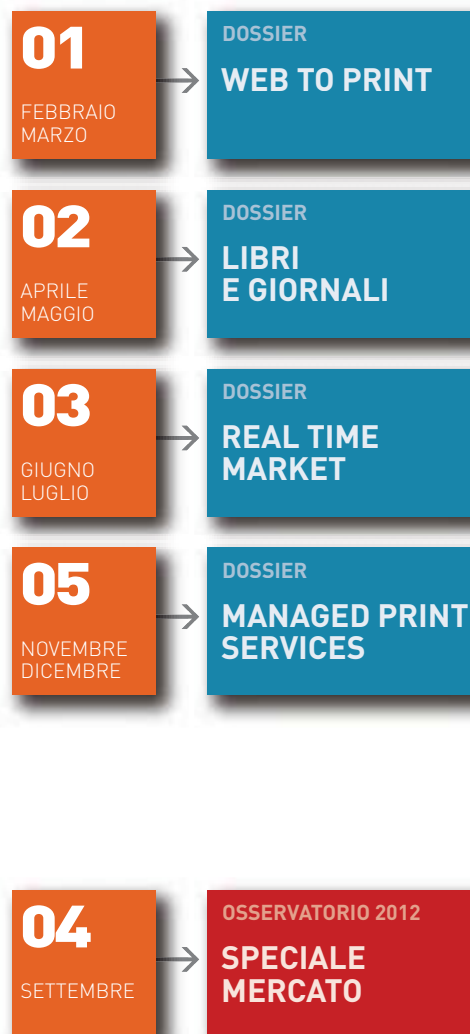 01
FEBBRAIO
MARZO
DOSSIER
WEB TO PRINT
02
APRILE
MAGGIO
DOSSIER
LIBRI
E GIORNALI
03
GIUGNO
LUGLIO
DOSSIER
REAL TIME
MARKET
05
NOVEMBRE
DICEMBRE
DOSSIER
MANAGED PRINT
SERVICES
04
SETTEMBRE
OSSERVATORIO 2012
SPECIALE
MERCATO